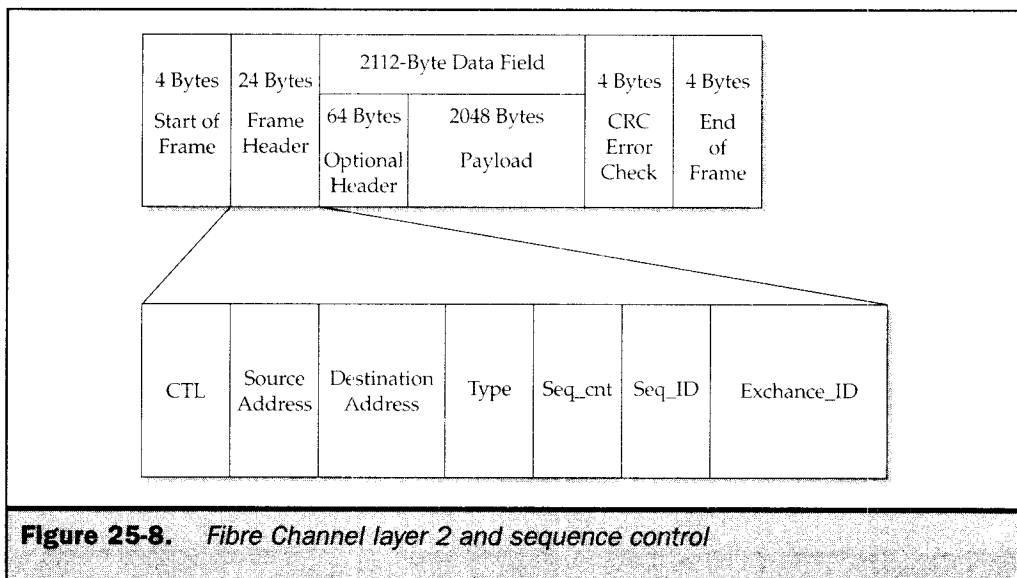 4 Bytes
Start of
Frame
24 Bytes
Frame
Header
2112-Byte Data Field
64 Bytes
Optional
Header
2048 Bytes
Payload
4 Bytes
CRC
Error
Check
4 Bytes
End
of
Frame
CTL
Source
Address
Destination
Address
Type
Seq_cnt
Seq_ID
Exchance_ID
Figure 25-8. Fibre Channel layer 2 and sequence control